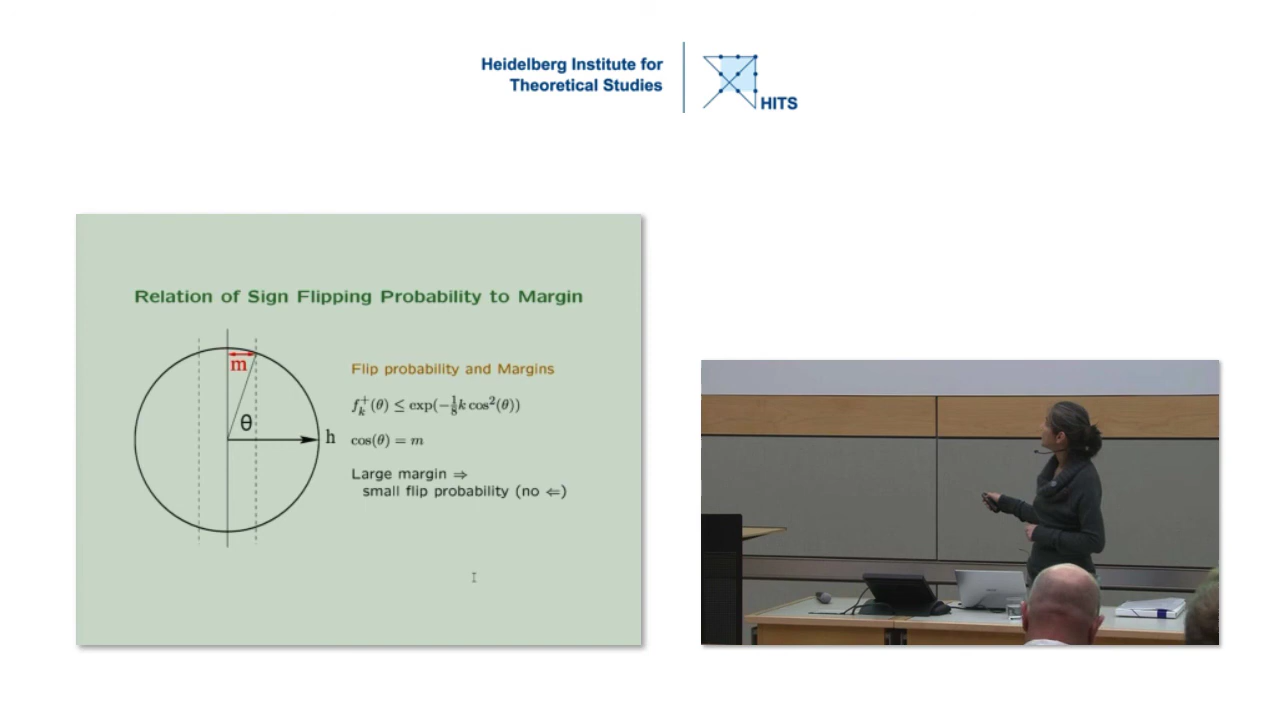 Heidelberg Institute for
Theoretical Studies
HITS
Relation of Sign Flipping Probability to Margin
m
θ
h
Flip probability and Margins
f_k^+(θ) ≤ exp(−⅛k cos²(θ))
cos(θ) = m
Large margin ⇒
small flip probability (no ⇐)